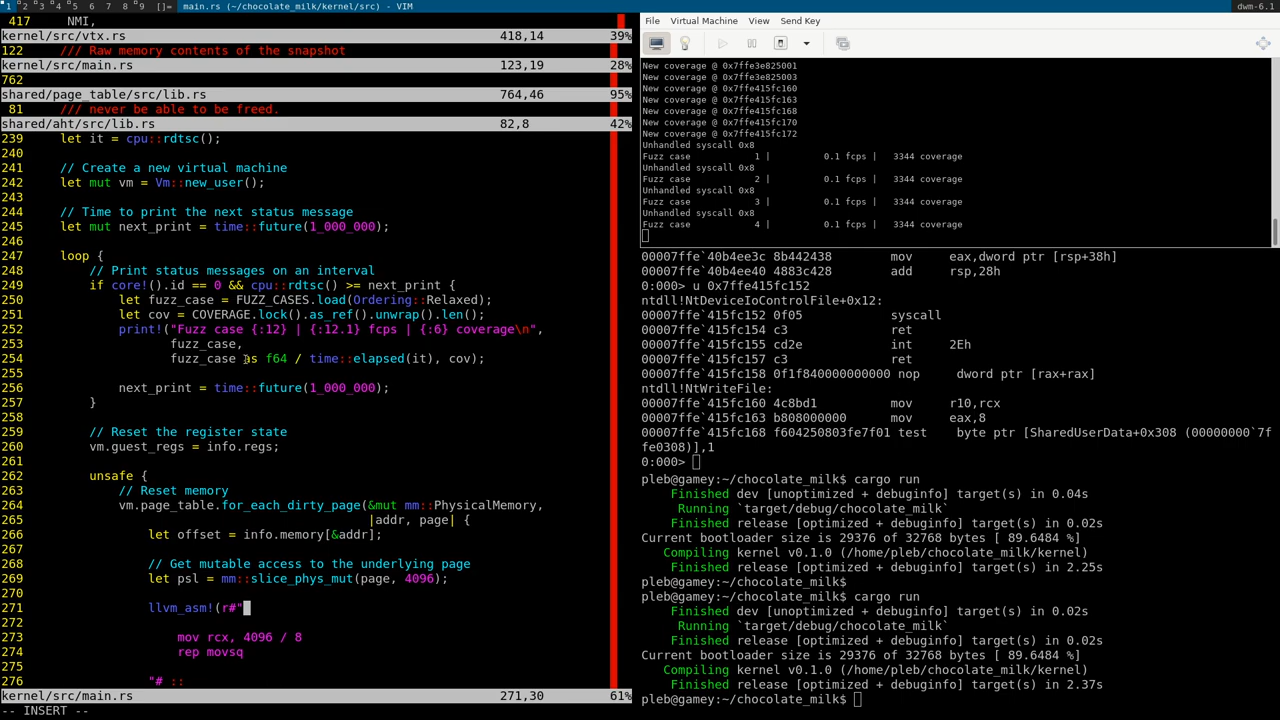 1 2 3 4 5 6 7 8 9 []= main.rs (~/chocolate_milk/kernel/src) - VIM
dwm-6.1
417 NMI,
kernel/src/vtx.rs 418,14 39%
122 /// Raw memory contents of the snapshot
kernel/src/main.rs 123,19 28%
762
shared/page_table/src/lib.rs 764,46 95%
81 /// never be able to be freed.
shared/aht/src/lib.rs 82,8 42%
239 let it = cpu::rdtsc();
240
241 // Create a new virtual machine
242 let mut vm = Vm::new_user();
243
244 // Time to print the next status message
245 let mut next_print = time::future(1_000_000);
246
247 loop {
248 // Print status messages on an interval
249 if core!().id == 0 && cpu::rdtsc() >= next_print {
250 let fuzz_case = FUZZ_CASES.load(Ordering::Relaxed);
251 let cov = COVERAGE.lock().as_ref().unwrap().len();
252 print!("Fuzz case {:12} | {:12.1} fcps | {:6} coverage\n",
253 fuzz_case,
254 fuzz_case as f64 / time::elapsed(it), cov);
255
256 next_print = time::future(1_000_000);
257 }
258
259 // Reset the register state
260 vm.guest_regs = info.regs;
261
262 unsafe {
263 // Reset memory
264 vm.page_table.for_each_dirty_page(&mut mm::PhysicalMemory,
265 |addr, page| {
266 let offset = info.memory[&addr];
267
268 // Get mutable access to the underlying page
269 let psl = mm::slice_phys_mut(page, 4096);
270
271 llvm_asm!(r#"
272
273 mov rcx, 4096 / 8
274 rep movsq
275
276 "# ::
kernel/src/main.rs 271,30 61%
-- INSERT --
File Virtual Machine View Send Key
New coverage @ 0x7ffe3e825001
New coverage @ 0x7ffe3e825003
New coverage @ 0x7ffe415fc160
New coverage @ 0x7ffe415fc163
New coverage @ 0x7ffe415fc168
New coverage @ 0x7ffe415fc170
New coverage @ 0x7ffe415fc172
Unhandled syscall 0x8
Fuzz case 1 | 0.1 fcps | 3344 coverage
Unhandled syscall 0x8
Fuzz case 2 | 0.1 fcps | 3344 coverage
Unhandled syscall 0x8
Fuzz case 3 | 0.1 fcps | 3344 coverage
Unhandled syscall 0x8
Fuzz case 4 | 0.1 fcps | 3344 coverage
00007ffe`40b4ee3c 8b442438 mov eax,dword ptr [rsp+38h]
00007ffe`40b4ee40 4883c428 add rsp,28h
0:000> u 0x7ffe415fc152
ntdll!NtDeviceIoControlFile+0x12:
00007ffe`415fc152 0f05 syscall
00007ffe`415fc154 c3 ret
00007ffe`415fc155 cd2e int 2Eh
00007ffe`415fc157 c3 ret
00007ffe`415fc158 0f1f840000000000 nop dword ptr [rax+rax]
ntdll!NtWriteFile:
00007ffe`415fc160 4c8bd1 mov r10,rcx
00007ffe`415fc163 b808000000 mov eax,8
00007ffe`415fc168 f604250803fe7f01 test byte ptr [SharedUserData+0x308 (00000000`7f
fe0308)],1
0:000>
pleb@gamey:~/chocolate_milk$ cargo run
Finished dev [unoptimized + debuginfo] target(s) in 0.04s
Running `target/debug/chocolate_milk`
Finished release [optimized + debuginfo] target(s) in 0.02s
Current bootloader size is 29376 of 32768 bytes [ 89.6484 %]
Compiling kernel v0.1.0 (/home/pleb/chocolate_milk/kernel)
Finished release [optimized + debuginfo] target(s) in 2.25s
pleb@gamey:~/chocolate_milk$
pleb@gamey:~/chocolate_milk$ cargo run
Finished dev [unoptimized + debuginfo] target(s) in 0.02s
Running `target/debug/chocolate_milk`
Finished release [optimized + debuginfo] target(s) in 0.02s
Current bootloader size is 29376 of 32768 bytes [ 89.6484 %]
Compiling kernel v0.1.0 (/home/pleb/chocolate_milk/kernel)
Finished release [optimized + debuginfo] target(s) in 2.37s
pleb@gamey:~/chocolate_milk$